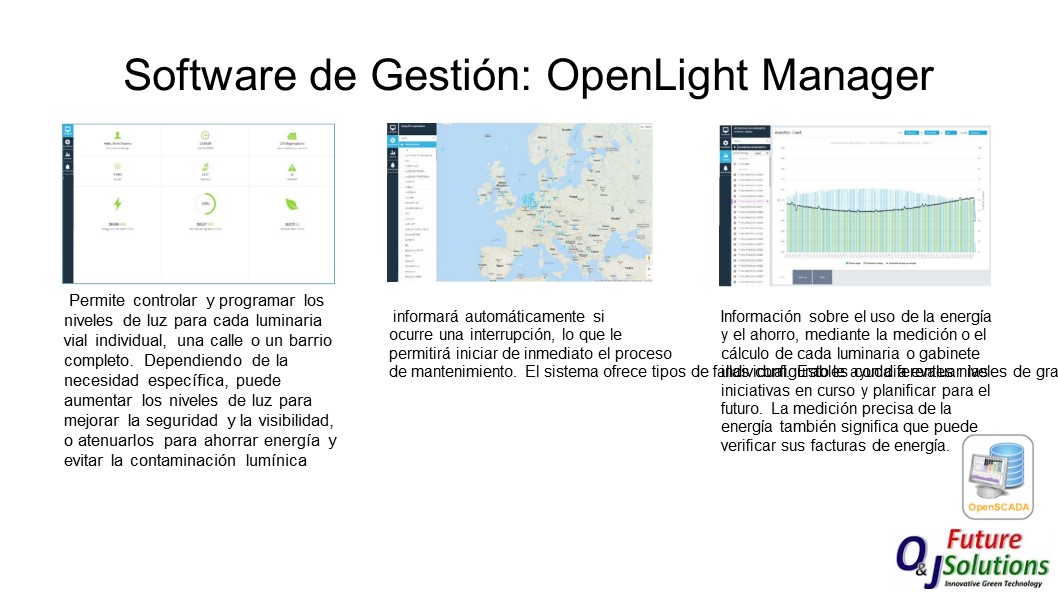 Software de Gestión: OpenLight Manager
Permite controlar y programar los
niveles de luz para cada luminaria
vial individual, una calle o un barrio
completo. Dependiendo de la
necesidad específica, puede
aumentar los niveles de luz para
mejorar la seguridad y la visibilidad,
o atenuarlos para ahorrar energía y
evitar la contaminación lumínica
informará automáticamente si
ocurre una interrupción, lo que le
permitirá iniciar de inmediato el proceso
de mantenimiento. El sistema ofrece tipos de fallas configurables con diferentes niveles de gra
Información sobre el uso de la energía
y el ahorro, mediante la medición o el
cálculo de cada luminaria o gabinete
individual. Esto le ayuda a evaluar las
iniciativas en curso y planificar para el
futuro. La medición precisa de la
energía también significa que puede
verificar sus facturas de energía.
OpenSCADA
O&J Future
Solutions
Innovative Green Technology